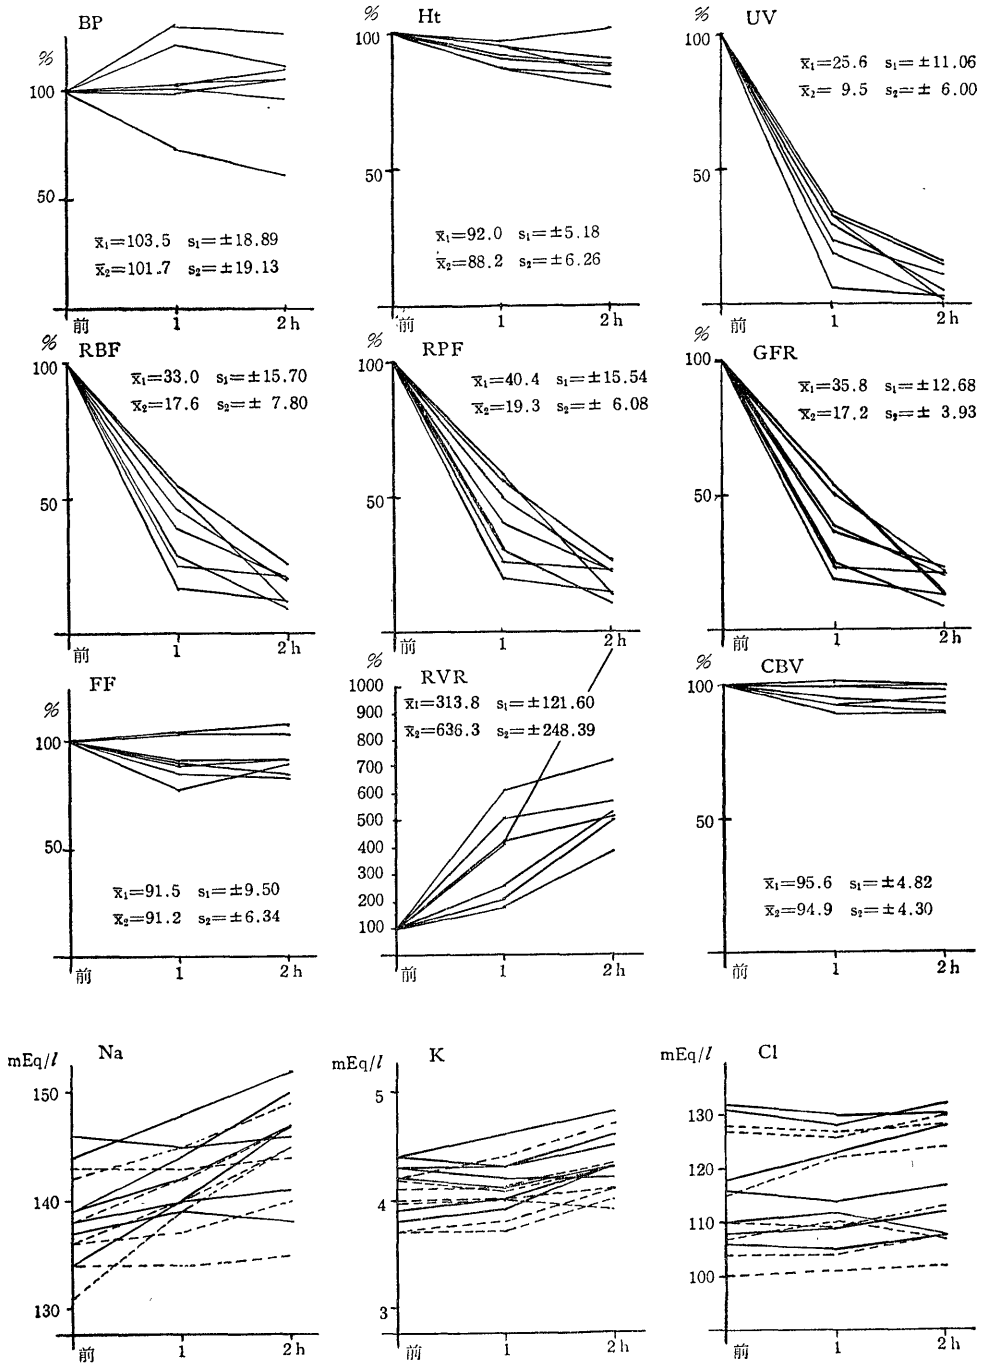 BP
%
100
50
x̄₁=103.5 s₁=±18.89
x̄₂=101.7 s₂=±19.13
前 1 2h
Ht
%
100
50
x̄₁=92.0 s₁=±5.18
x̄₂=88.2 s₂=±6.26
前 1 2h
UV
%
100
50
x̄₁=25.6 s₁=±11.06
x̄₂= 9.5 s₂=± 6.00
前 1 2h
RBF
%
100
50
x̄₁=33.0 s₁=±15.70
x̄₂=17.6 s₂=± 7.80
前 1 2h
RPF
%
100
50
x̄₁=40.4 s₁=±15.54
x̄₂=19.3 s₂=± 6.08
前 1 2h
GFR
%
100
50
x̄₁=35.8 s₁=±12.68
x̄₂=17.2 s₂=± 3.93
前 1 2h
FF
%
100
50
x̄₁=91.5 s₁=±9.50
x̄₂=91.2 s₂=±6.34
前 1 2h
RVR
%
1000
900
800
700
600
500
400
300
200
100
x̄₁=313.8 s₁=±121.60
x̄₂=636.3 s₂=±248.39
前 1 2h
CBV
%
50
x̄₁=95.6 s₁=±4.82
x̄₂=94.9 s₂=±4.30
100
前 1 2h
Na
mEq/l
150
140
130
前 1 2h
K
mEq/l
5
4
3
前 1 2h
Cl
mEq/l
130
120
110
100
前 1 2h